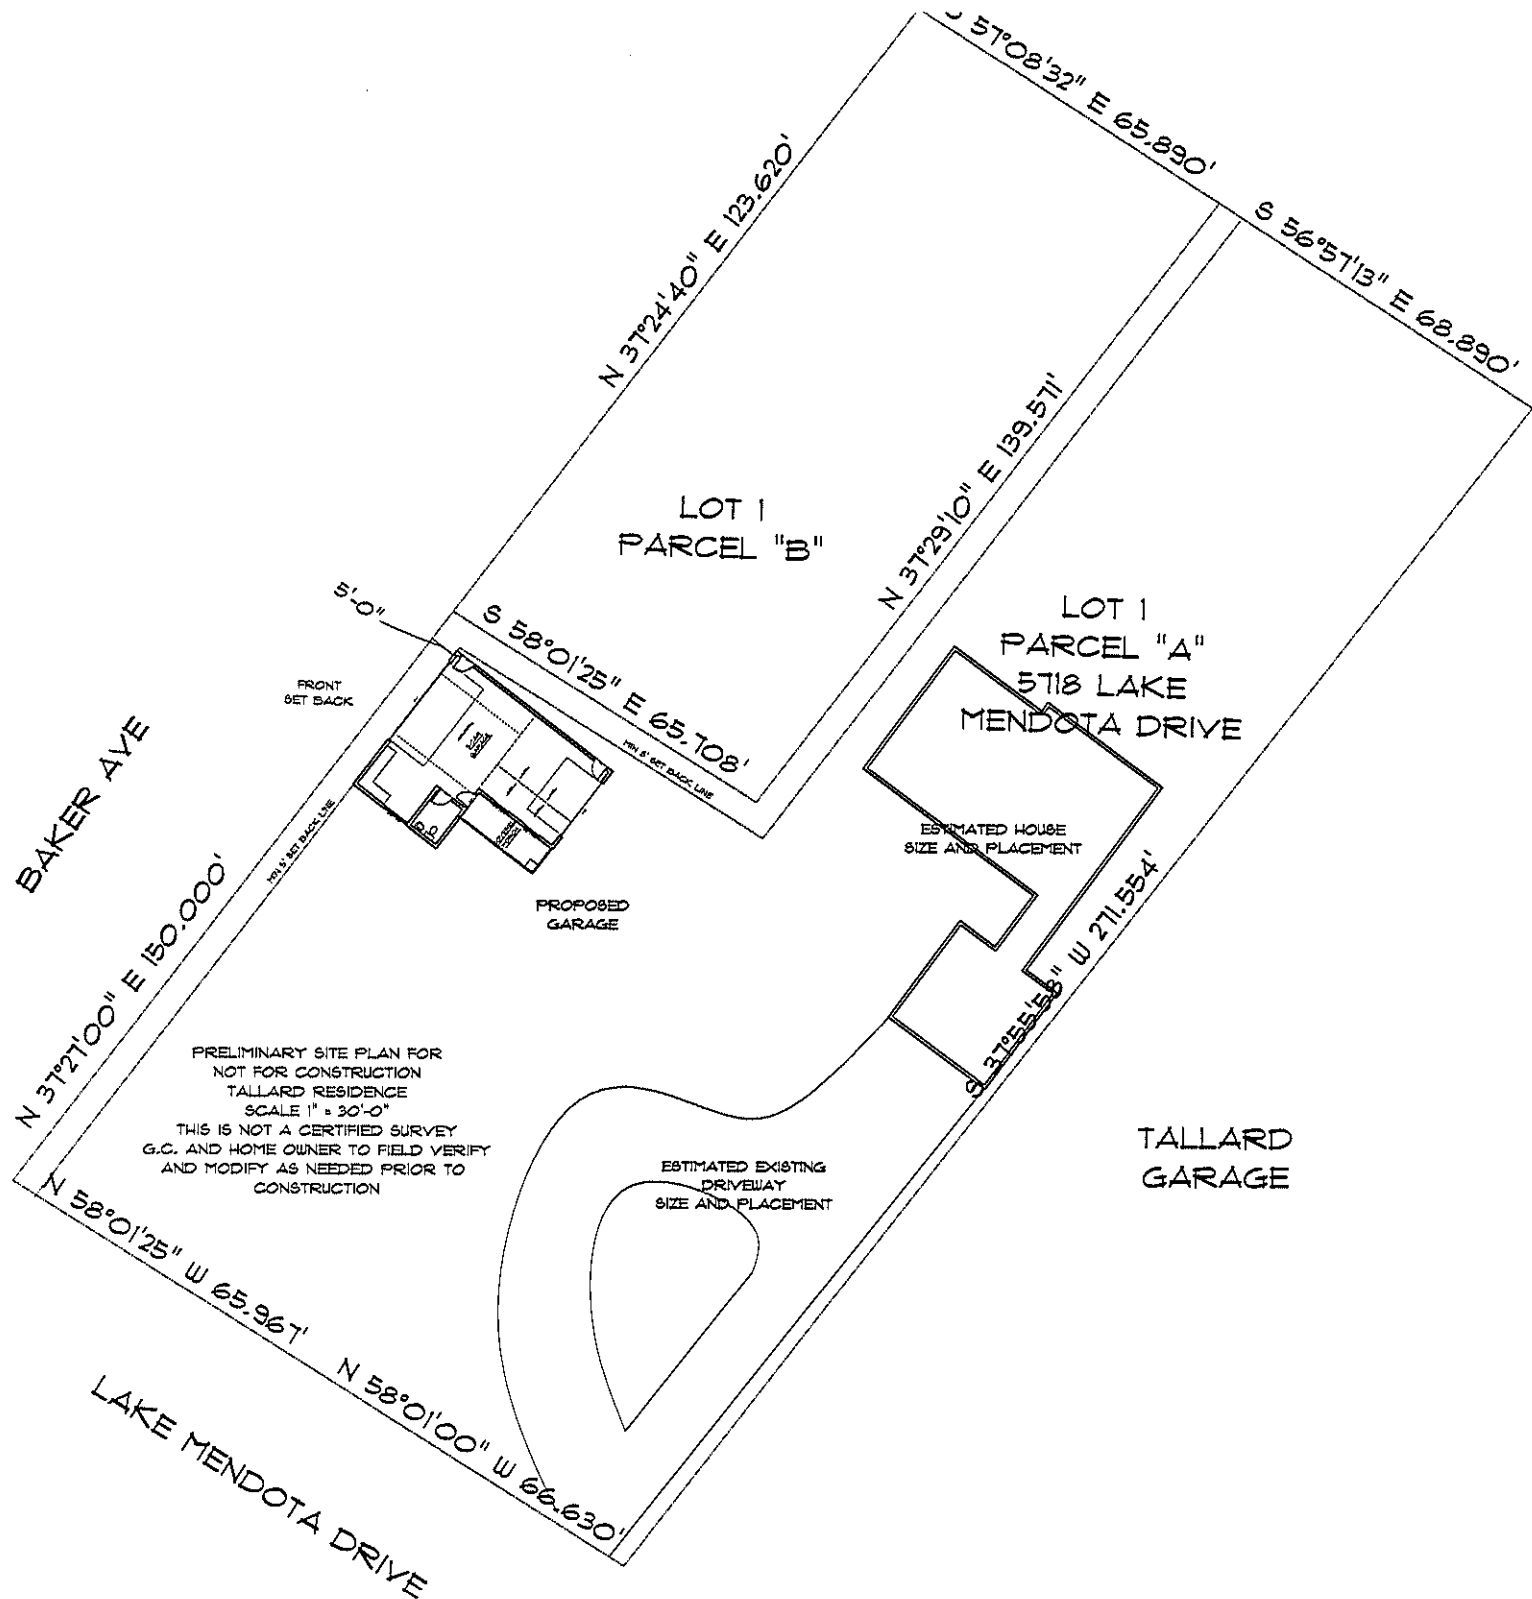 S 57°08'32" E 65.890'
S 56°57'13" E 68.890'
N 37°24'40" E 123.620'
N 37°29'10" E 139.571'
LOT 1
PARCEL "B"
LOT 1
PARCEL "A"
5718 LAKE
MENDOTA DRIVE
5'-0"
S 58°01'25" E 65.708'
MIN 5' SET BACK LINE
FRONT
SET BACK
BAKER AVE
MIN 5' SET BACK LINE
N 37°27'00" E 150.000'
PROPOSED
GARAGE
ESTIMATED HOUSE
SIZE AND PLACEMENT
S 37°55'53" W 271.554'
PRELIMINARY SITE PLAN FOR
NOT FOR CONSTRUCTION
TALLARD RESIDENCE
SCALE 1" = 30'-0"
THIS IS NOT A CERTIFIED SURVEY
G.C. AND HOME OWNER TO FIELD VERIFY
AND MODIFY AS NEEDED PRIOR TO
CONSTRUCTION
ESTIMATED EXISTING
DRIVEWAY
SIZE AND PLACEMENT
TALLARD
GARAGE
N 58°01'25" W 65.967'
N 58°01'00" W 66.630'
LAKE MENDOTA DRIVE